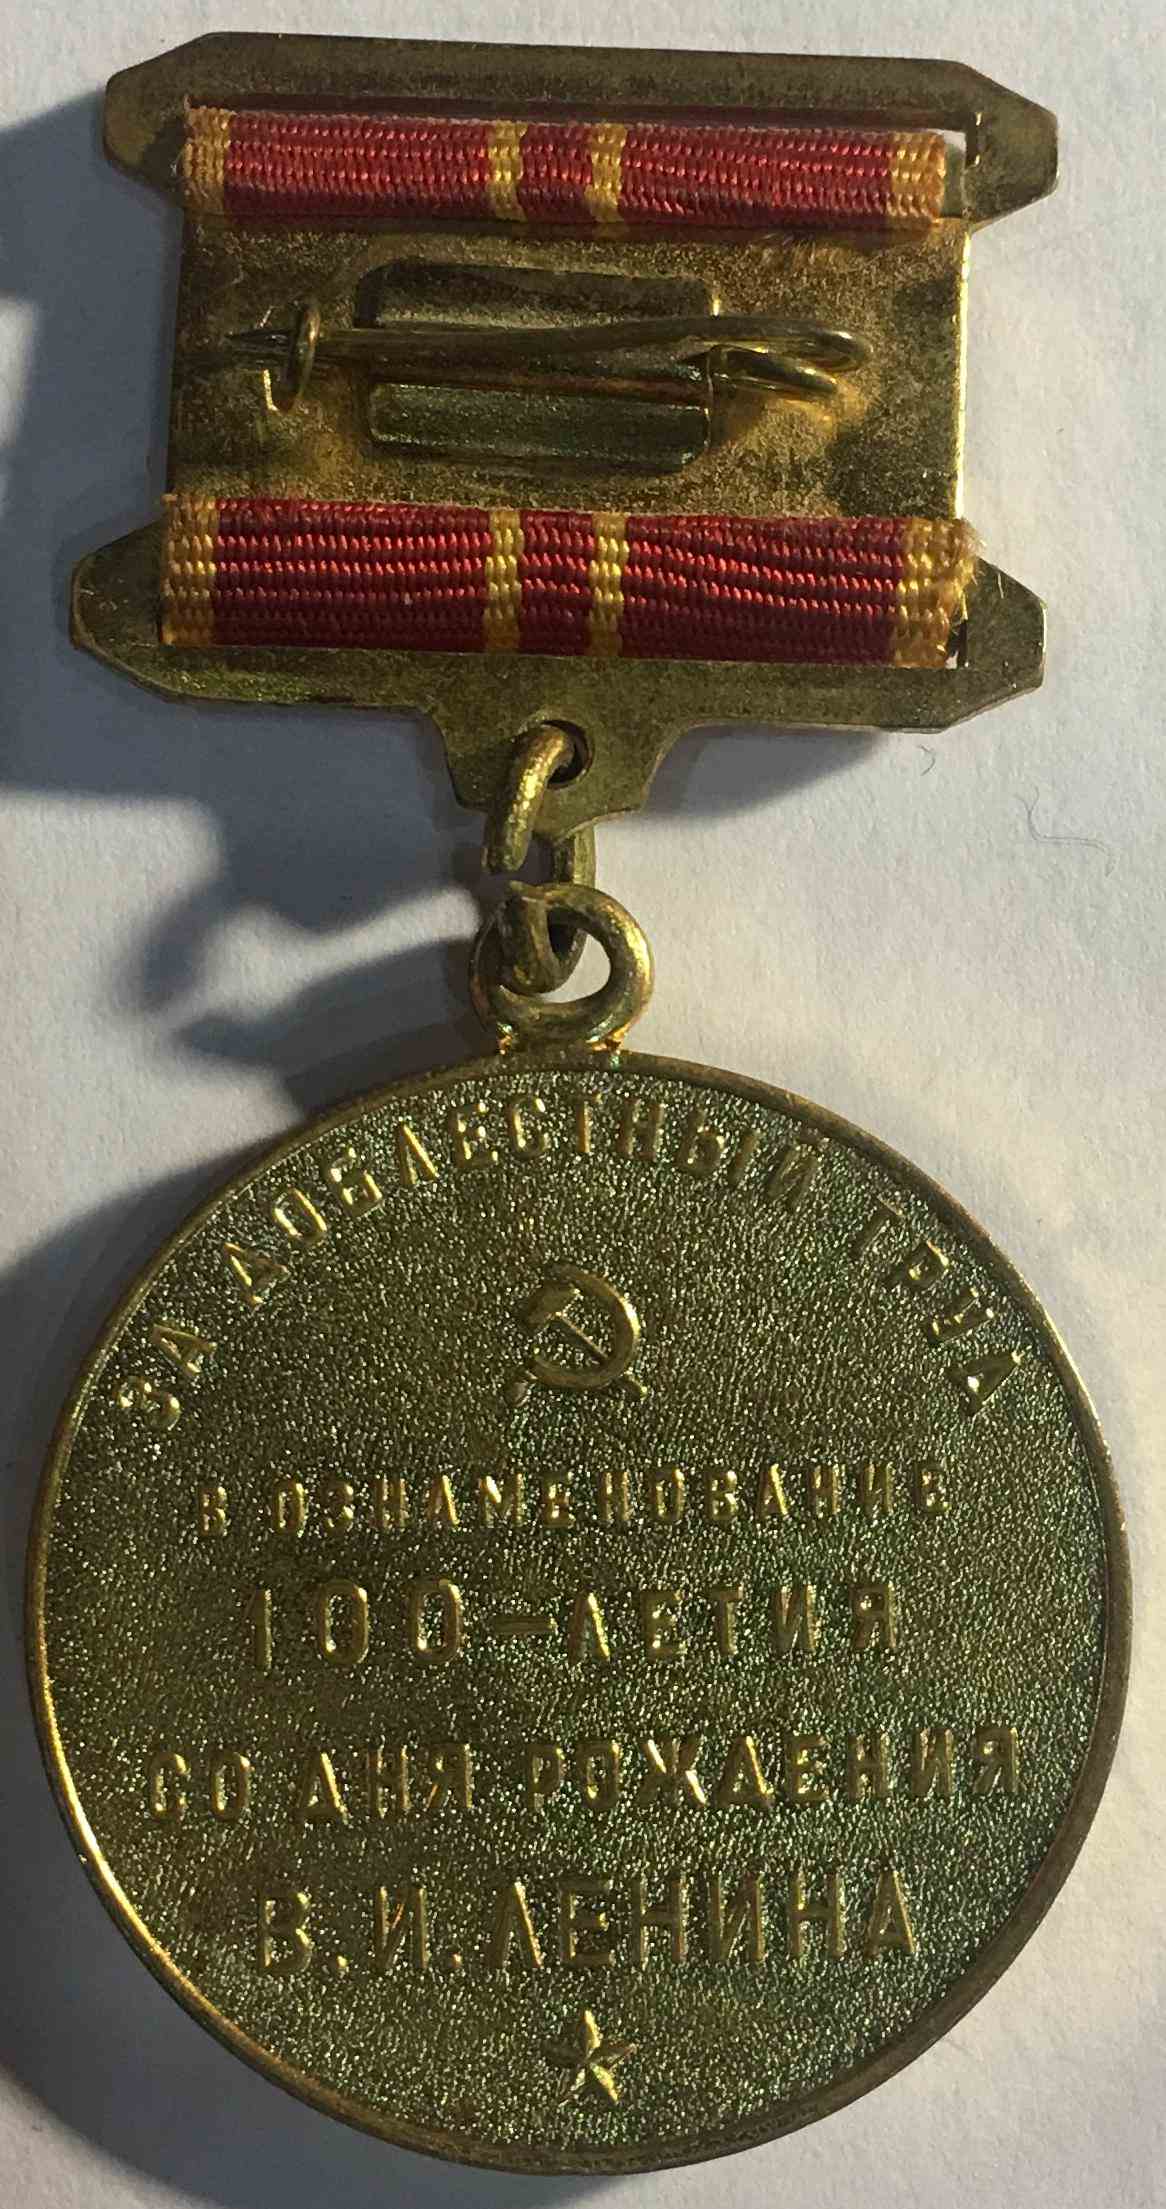 ЗА ДОБЛЕСТНЫЙ ТРУД
В ОЗНАМЕНОВАНИЕ
100-ЛЕТИЯ
СО ДНЯ РОЖДЕНИЯ
В.И.ЛЕНИНА